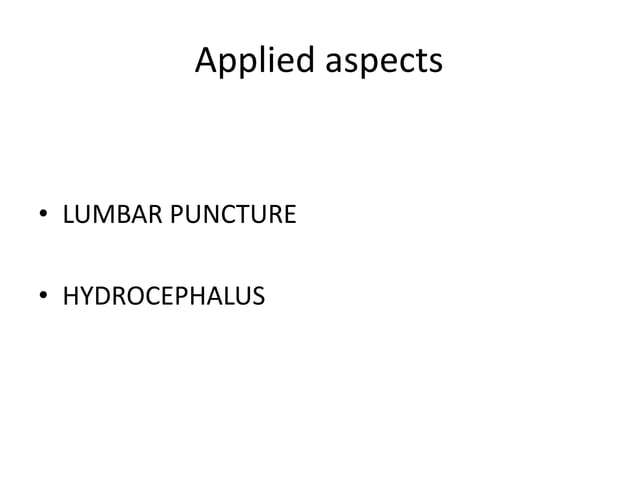 Applied aspects
• LUMBAR PUNCTURE
• HYDROCEPHALUS